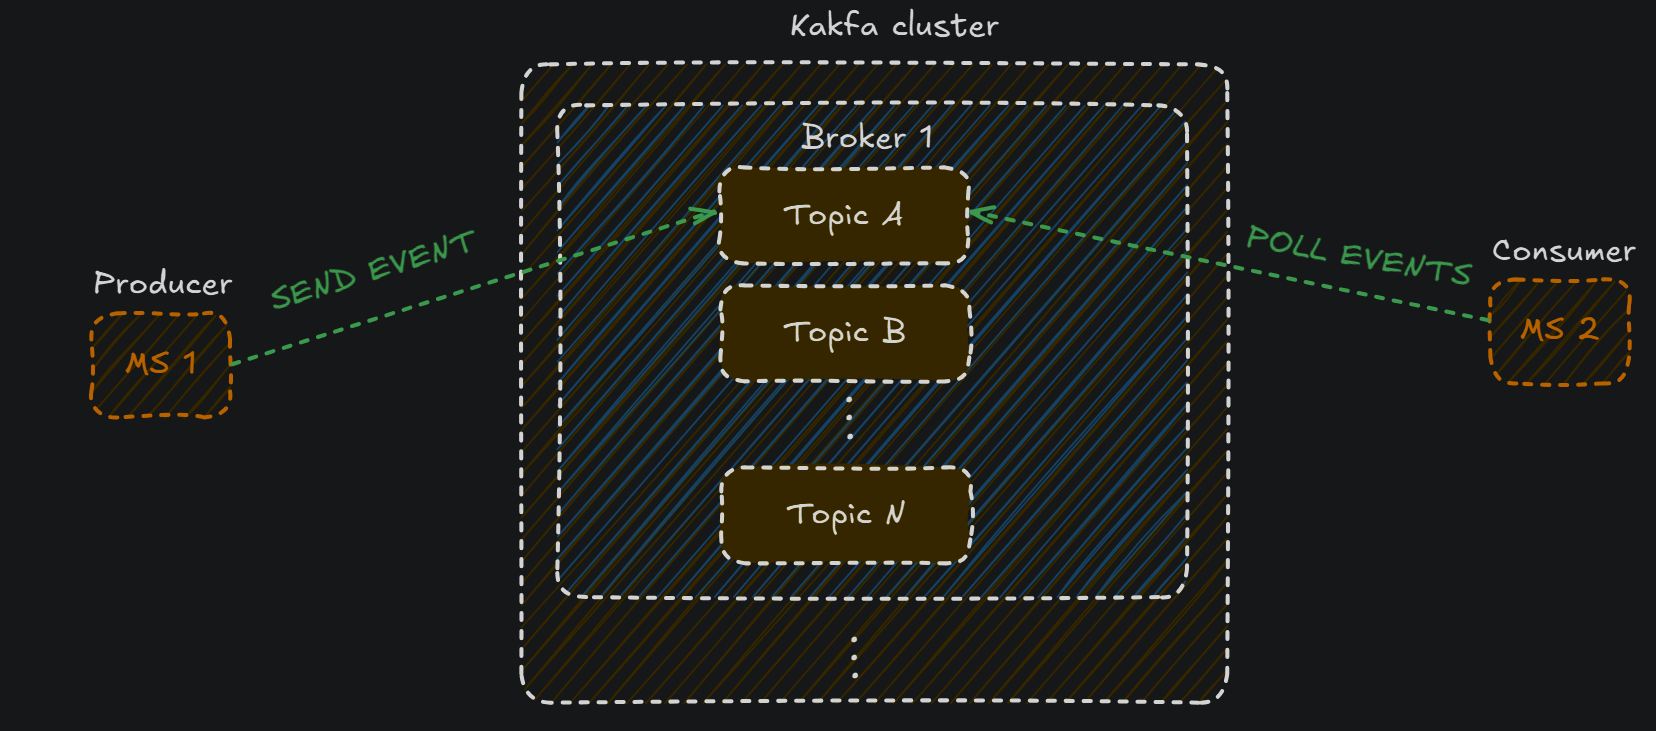 Kakfa cluster
Broker 1
Topic A
SEND EVENT
POLL EVENTS
Producer
Consumer
MS 1
Topic B
MS 2
Topic N